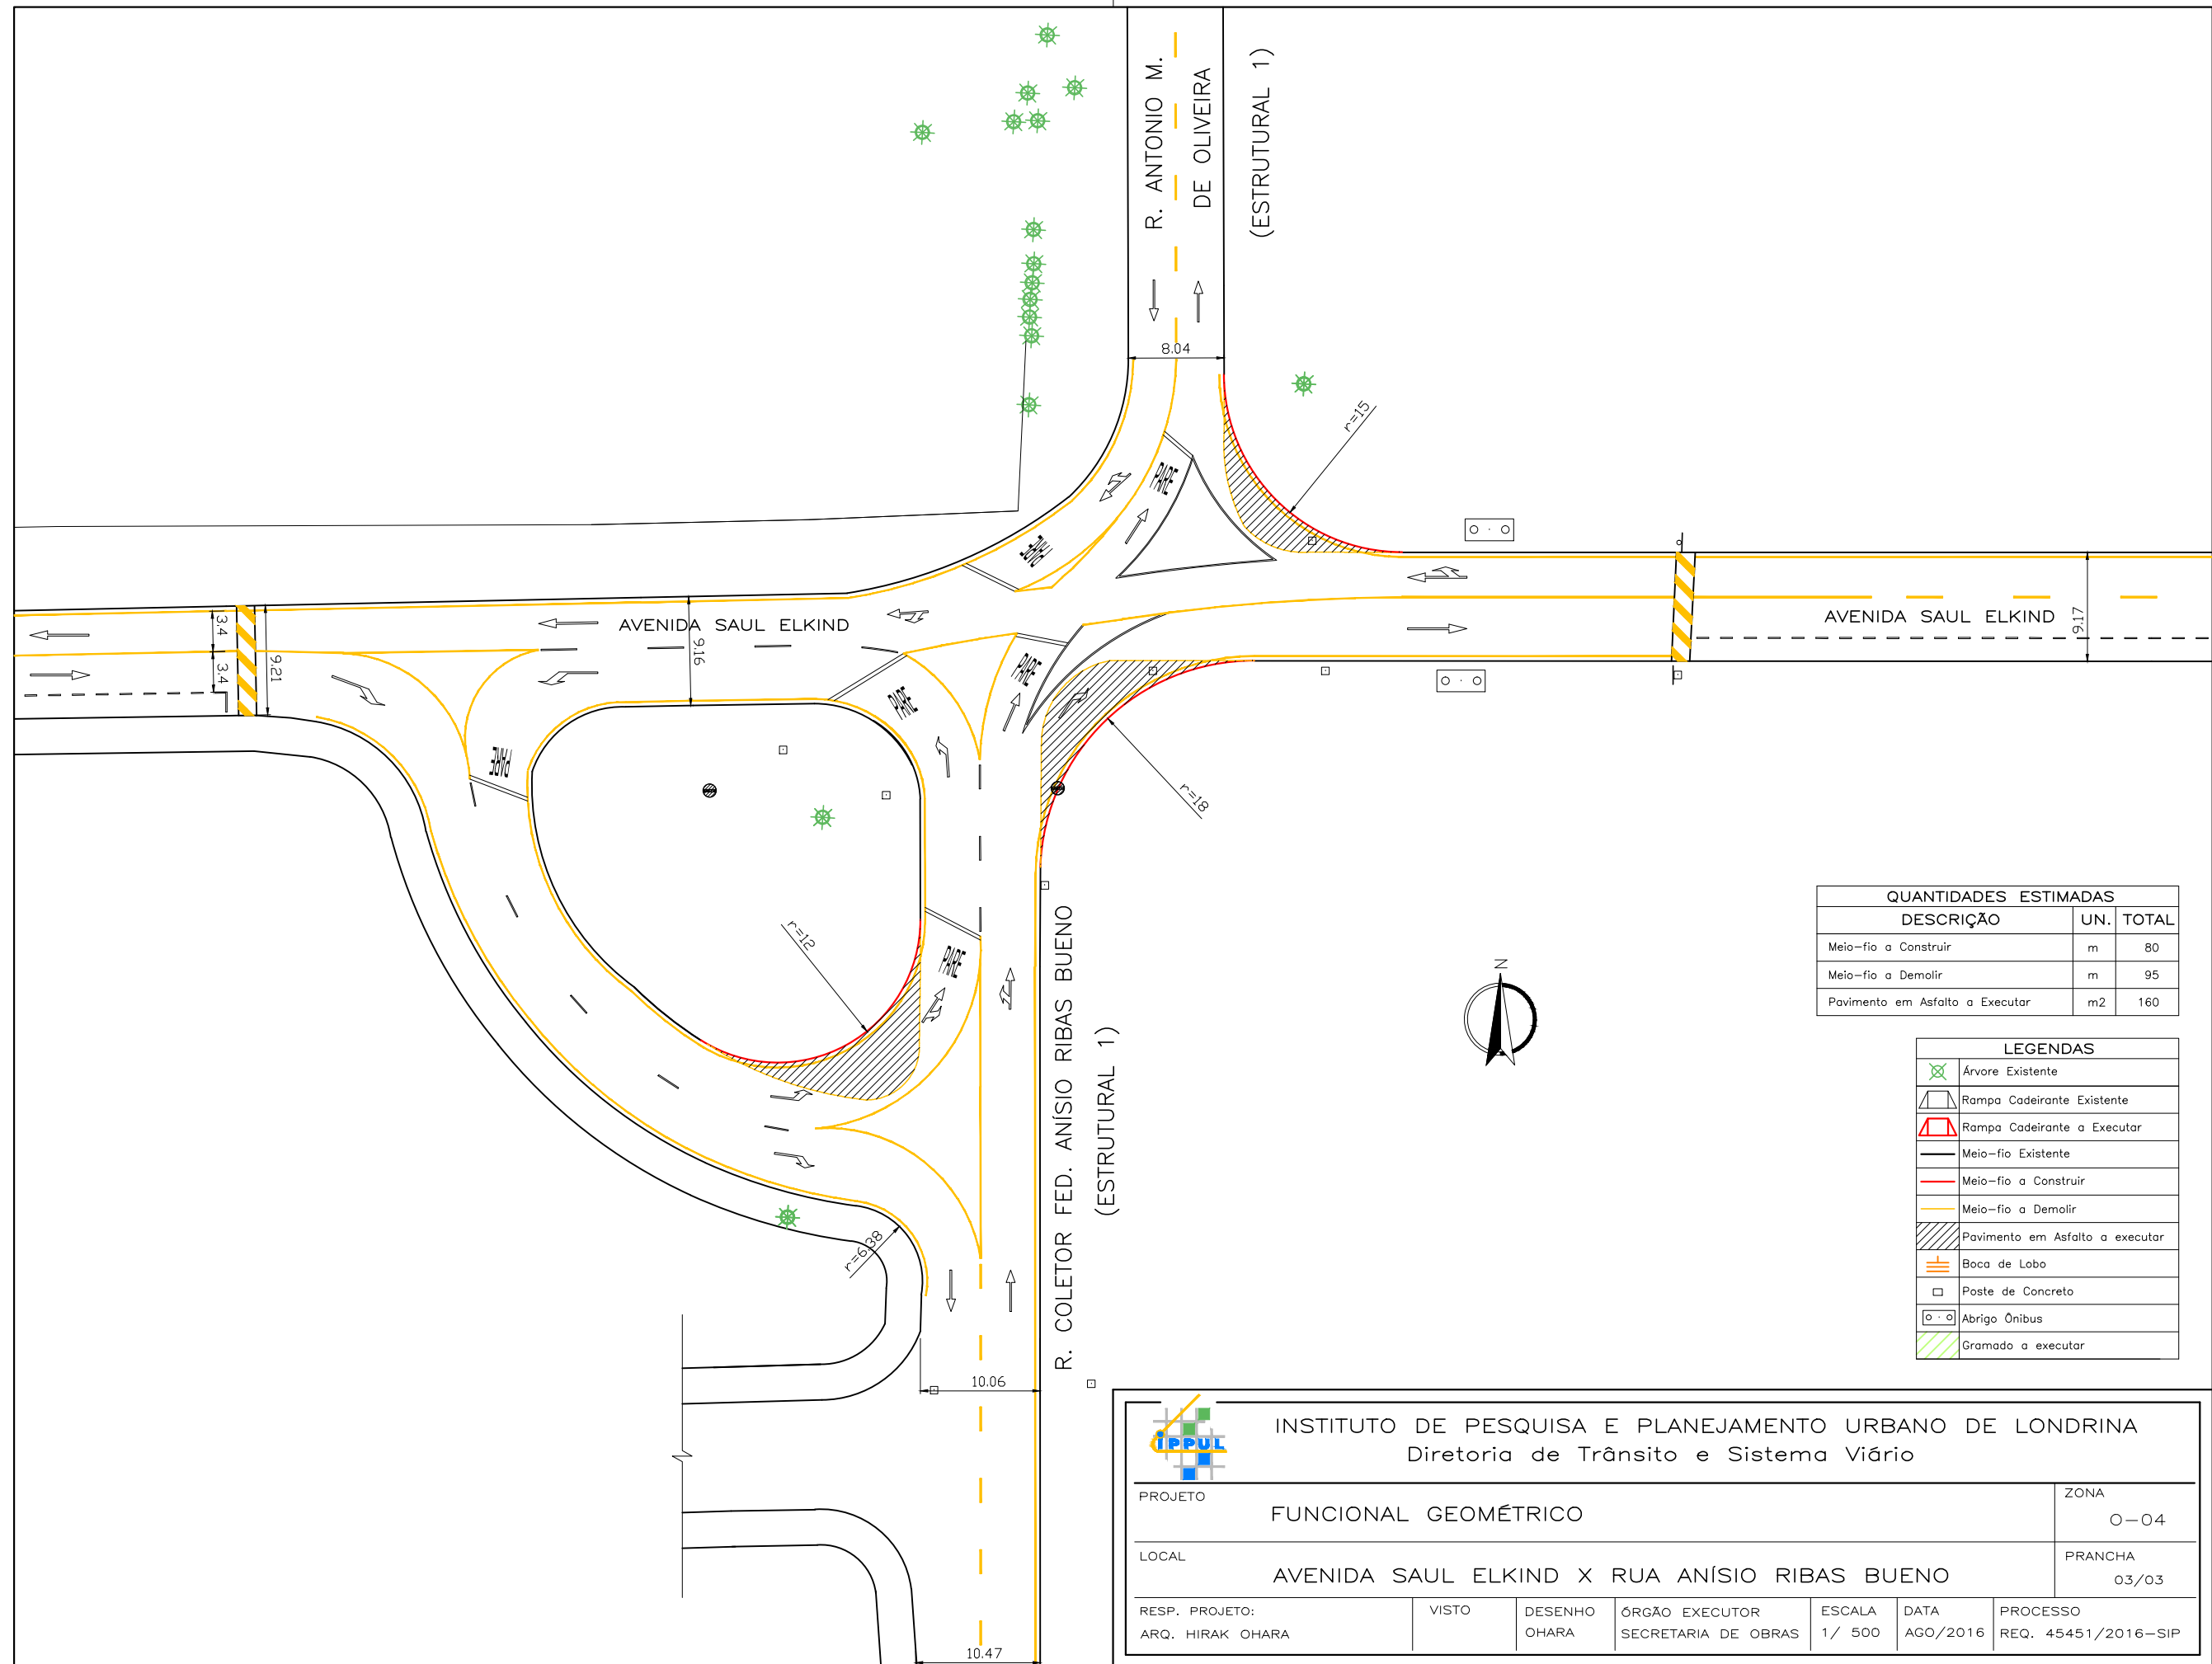 R. ANTONIO M.
DE OLIVEIRA
(ESTRUTURAL 1)
8.04
r=15
PARE
PARE
AVENIDA SAUL ELKIND
9.17
3.4
3.4
9.21
AVENIDA SAUL ELKIND
9.16
PARE
PARE
PARE
r=18
r=12
PARE
R. COLETOR FED. ANÍSIO RIBAS BUENO
(ESTRUTURAL 1)
r=6.38
10.06
10.47
N
QUANTIDADES ESTIMADAS
DESCRIÇÃO UN. TOTAL
Meio-fio a Construir m 80
Meio-fio a Demolir m 95
Pavimento em Asfalto a Executar m2 160
LEGENDAS
Árvore Existente
Rampa Cadeirante Existente
Rampa Cadeirante a Executar
Meio-fio Existente
Meio-fio a Construir
Meio-fio a Demolir
Pavimento em Asfalto a executar
Boca de Lobo
Poste de Concreto
Abrigo Ônibus
Gramado a executar
iPPUL
INSTITUTO DE PESQUISA E PLANEJAMENTO URBANO DE LONDRINA
Diretoria de Trânsito e Sistema Viário
PROJETO
FUNCIONAL GEOMÉTRICO
ZONA
O-04
LOCAL
AVENIDA SAUL ELKIND X RUA ANÍSIO RIBAS BUENO
PRANCHA
03/03
RESP. PROJETO:
ARQ. HIRAK OHARA
VISTO
DESENHO
OHARA
ÓRGÃO EXECUTOR
SECRETARIA DE OBRAS
ESCALA
1/ 500
DATA
AGO/2016
PROCESSO
REQ. 45451/2016-SIP